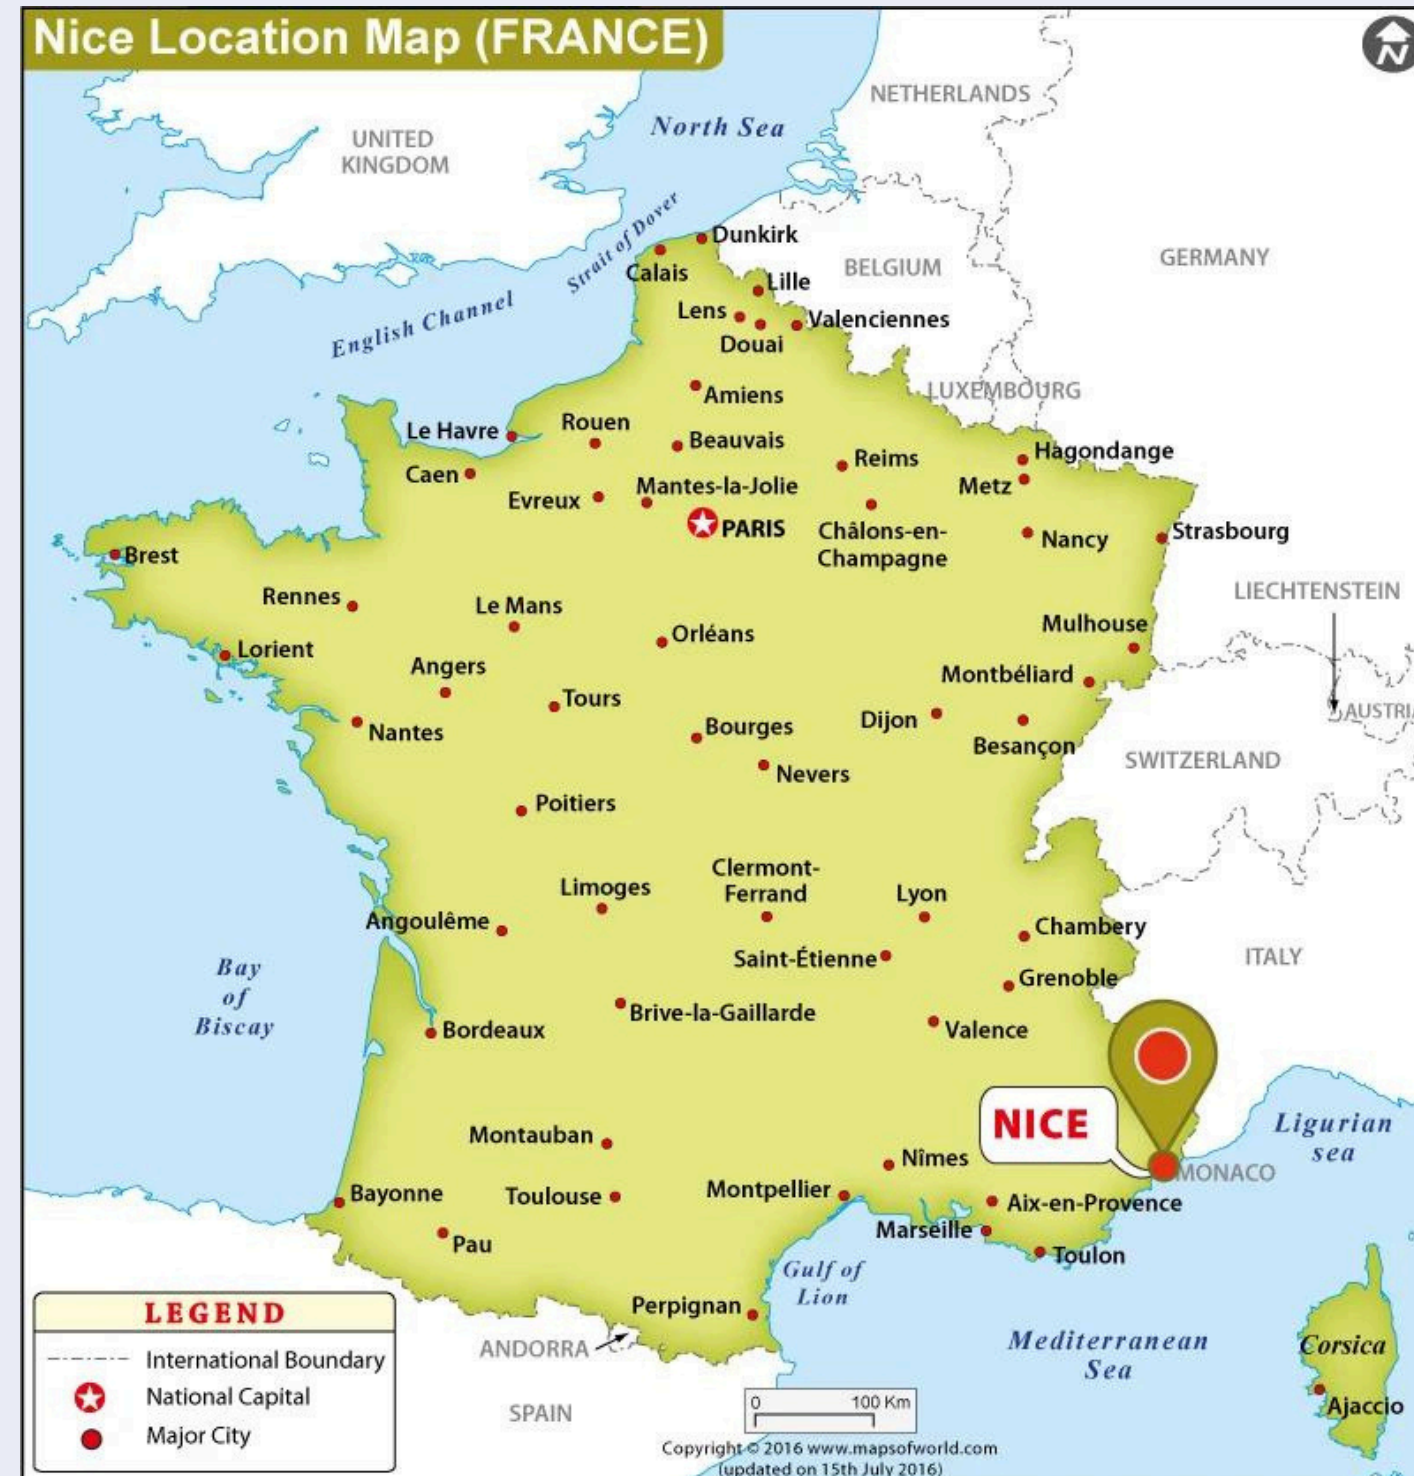 Nice Location Map (FRANCE)
N
NETHERLANDS
North Sea
UNITED
KINGDOM
Strait of Dover
Dunkirk
Calais
BELGIUM
GERMANY
Lille
English Channel
Lens
Valenciennes
Douai
Amiens
LUXEMBOURG
Le Havre
Rouen
Beauvais
Reims
Hagondange
Caen
Evreux
Mantes-la-Jolie
Metz
PARIS
Châlons-en-
Champagne
Nancy
Strasbourg
Brest
LIECHTENSTEIN
Rennes
Le Mans
Orléans
Mulhouse
Lorient
Angers
Montbéliard
Tours
AUSTRIA
Nantes
Bourges
Dijon
Besançon
SWITZERLAND
Nevers
Poitiers
Clermont-
Ferrand
Limoges
Lyon
Angoulême
Chambery
Saint-Étienne
ITALY
Bay
of
Biscay
Grenoble
Brive-la-Gaillarde
Bordeaux
Valence
NICE
Ligurian
sea
Montauban
Nîmes
MONACO
Bayonne
Toulouse
Montpellier
Aix-en-Provence
Marseille
Pau
Toulon
Gulf of
Lion
Perpignan
LEGEND
International Boundary
National Capital
Major City
ANDORRA
Mediterranean
Sea
Corsica
SPAIN
0 100 Km
Ajaccio
Copyright © 2016 www.mapsofworld.com
(updated on 15th July 2016)